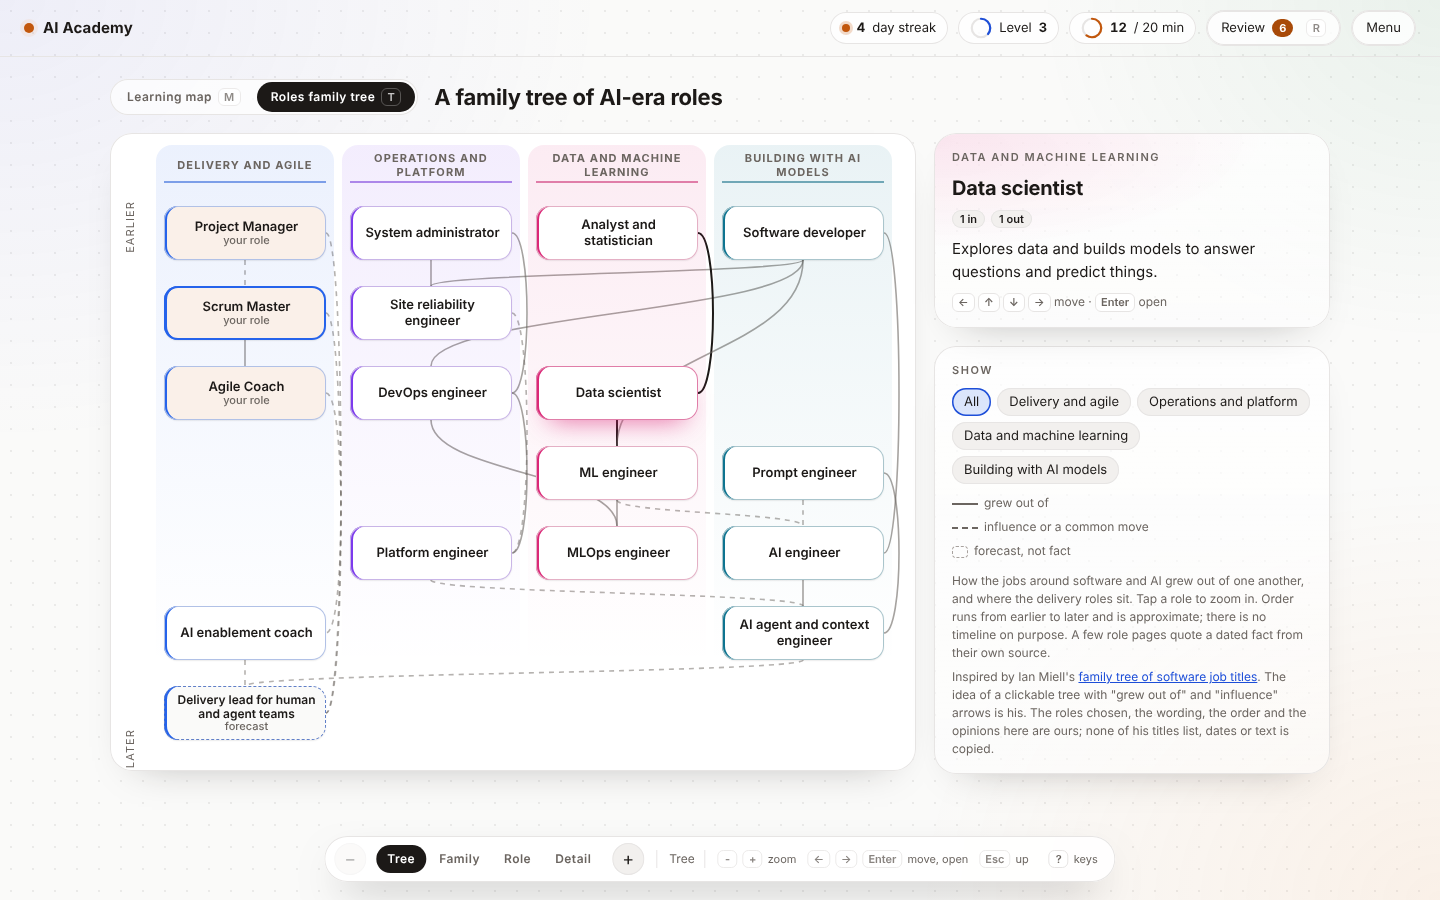 AI Academy
4 day streak
Level 3
12 / 20 min
Review 6 R
Menu
Learning map M
Roles family tree T
A family tree of AI-era roles
EARLIER
LATER
DELIVERY AND AGILE
OPERATIONS AND
PLATFORM
DATA AND MACHINE
LEARNING
BUILDING WITH AI
MODELS
Project Manager
your role
System administrator
Analyst and
statistician
Software developer
Scrum Master
your role
Site reliability
engineer
Agile Coach
your role
DevOps engineer
Data scientist
ML engineer
Prompt engineer
Platform engineer
MLOps engineer
AI engineer
AI enablement coach
AI agent and context
engineer
Delivery lead for human
and agent teams
forecast
DATA AND MACHINE LEARNING
Data scientist
1 in 1 out
Explores data and builds models to answer
questions and predict things.
← ↑ ↓ → move · Enter open
SHOW
All Delivery and agile Operations and platform
Data and machine learning
Building with AI models
grew out of
influence or a common move
forecast, not fact
How the jobs around software and AI grew out of one another,
and where the delivery roles sit. Tap a role to zoom in. Order
runs from earlier to later and is approximate; there is no
timeline on purpose. A few role pages quote a dated fact from
their own source.
Inspired by Ian Miell's family tree of software job titles. The
idea of a clickable tree with "grew out of" and "influence"
arrows is his. The roles chosen, the wording, the order and the
opinions here are ours; none of his titles list, dates or text is
copied.
− Tree Family Role Detail + Tree - + zoom ← → Enter move, open Esc up ? keys